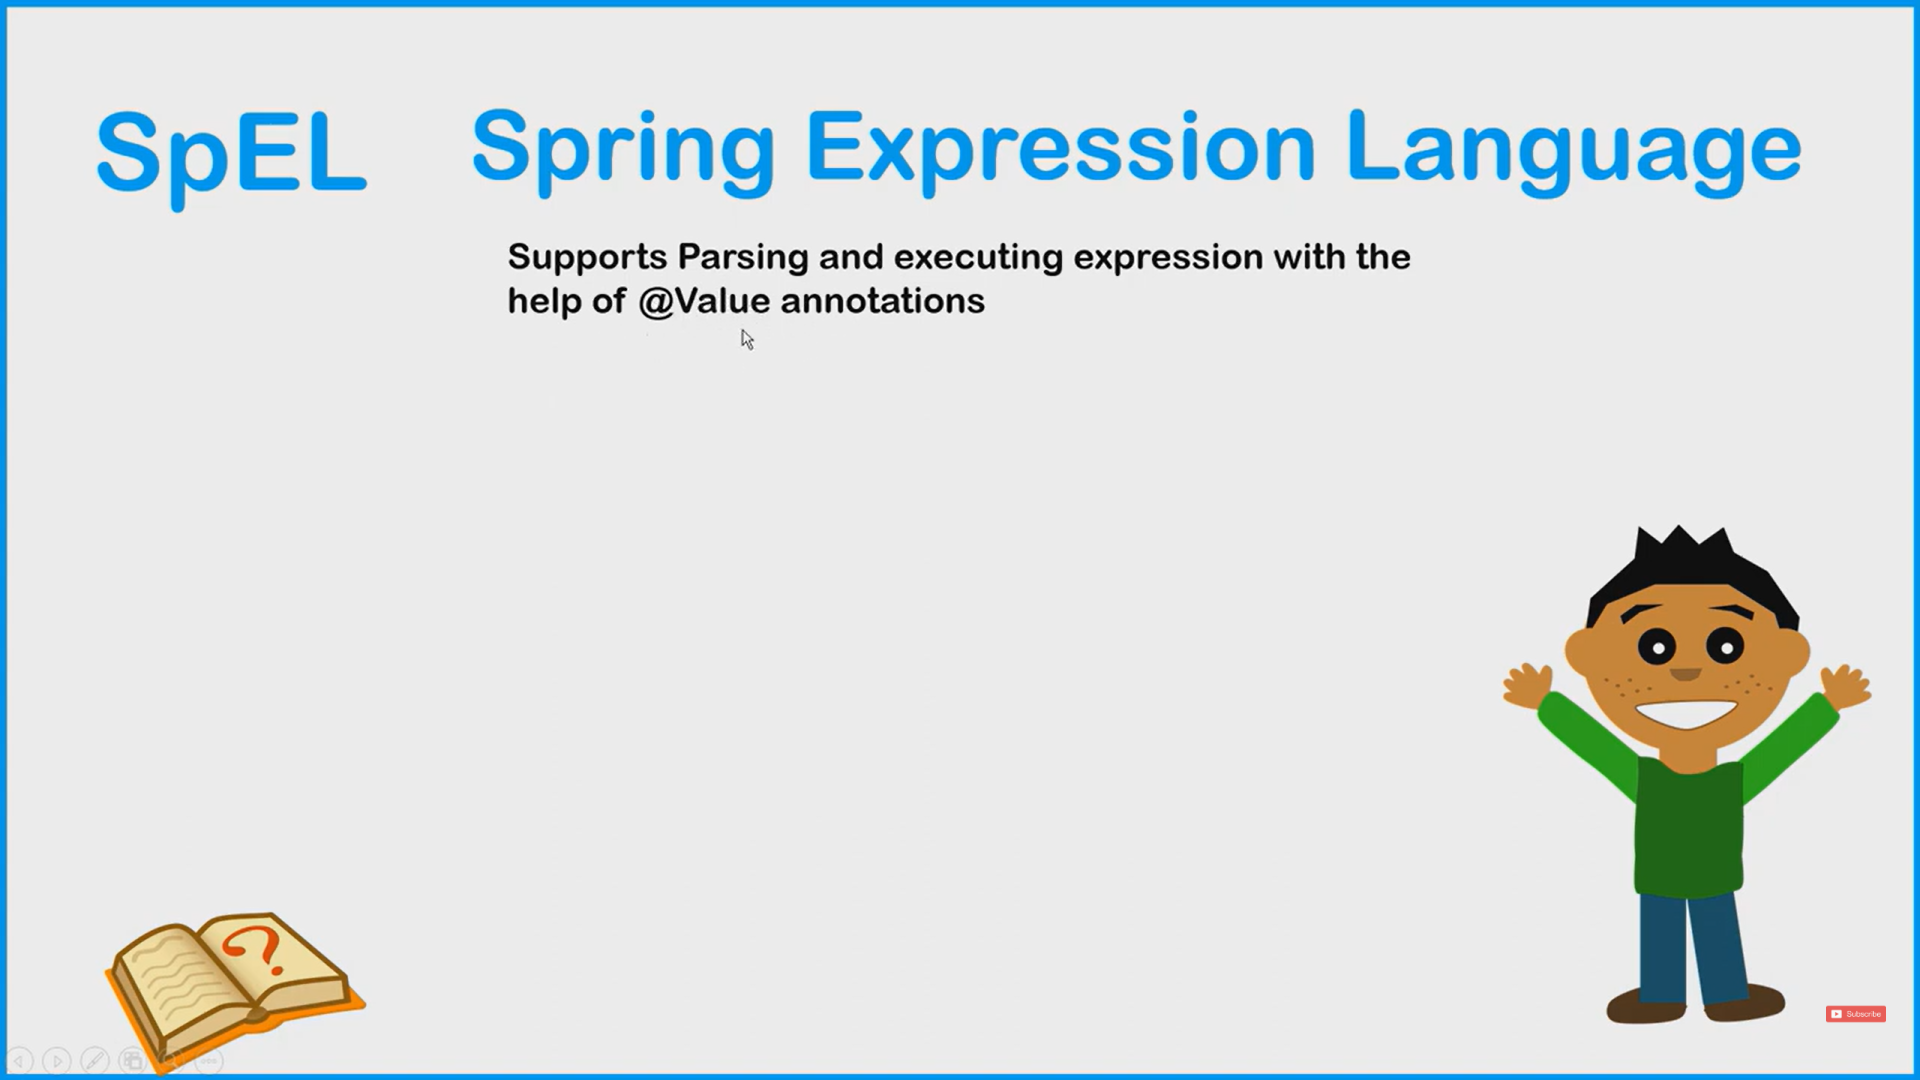 SpEL Spring Expression Language
Supports Parsing and executing expression with the
help of @Value annotations
?
Subscribe